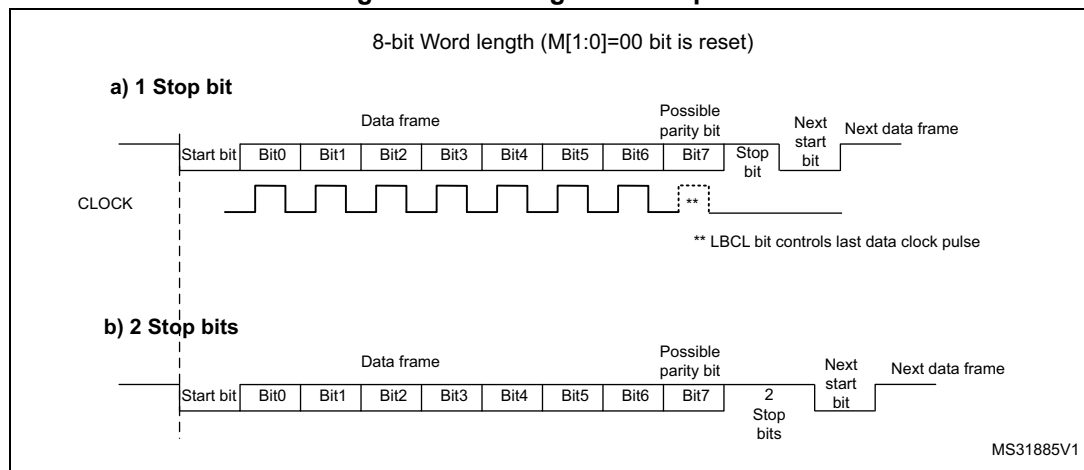 8-bit Word length (M[1:0]=00 bit is reset)
a) 1 Stop bit
Data frame
Possible
parity bit
Next
start
bit
Next data frame
Start bit Bit0 Bit1 Bit2 Bit3 Bit4 Bit5 Bit6 Bit7 Stop
bit
CLOCK
**
** LBCL bit controls last data clock pulse
b) 2 Stop bits
Data frame
Possible
parity bit
Next
start
bit
Next data frame
Start bit Bit0 Bit1 Bit2 Bit3 Bit4 Bit5 Bit6 Bit7 2
Stop
bits
MS31885V1